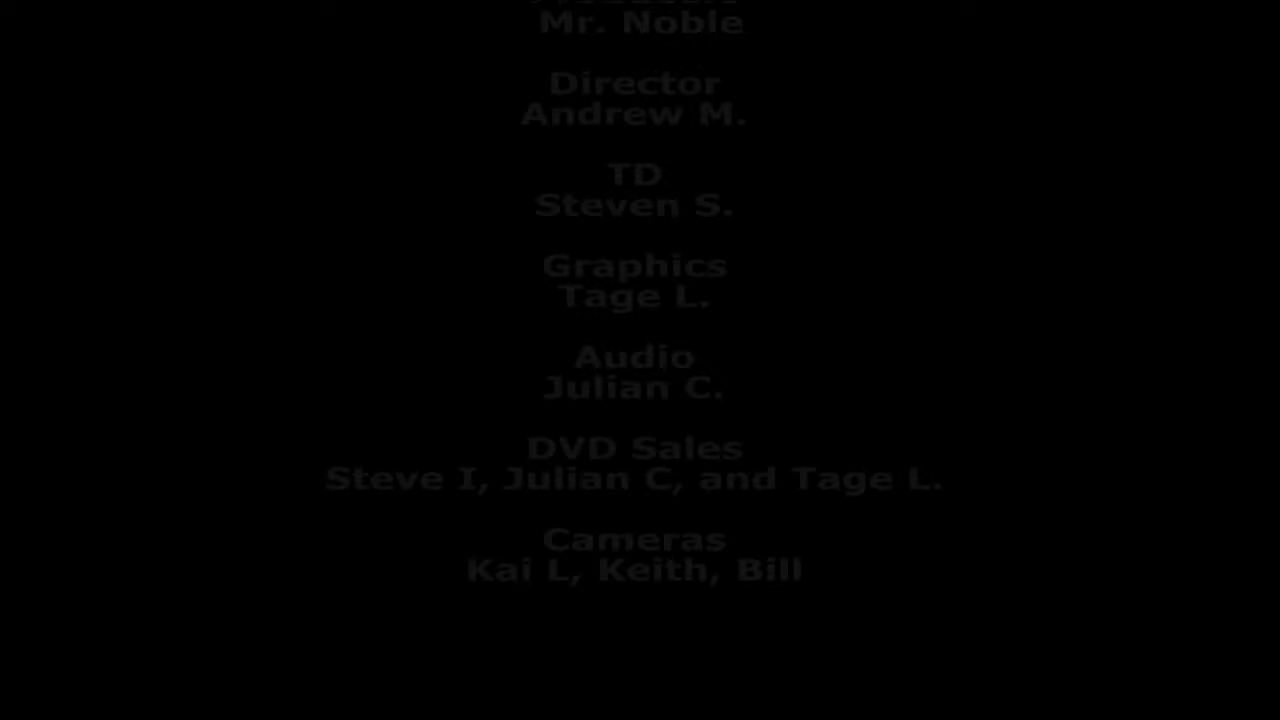 Mr. Noble
Director
Andrew M.
TD
Steven S.
Graphics
Tage L.
Audio
Julian C.
DVD Sales
Steve I, Julian C, and Tage L.
Cameras
Kai L, Keith, Bill